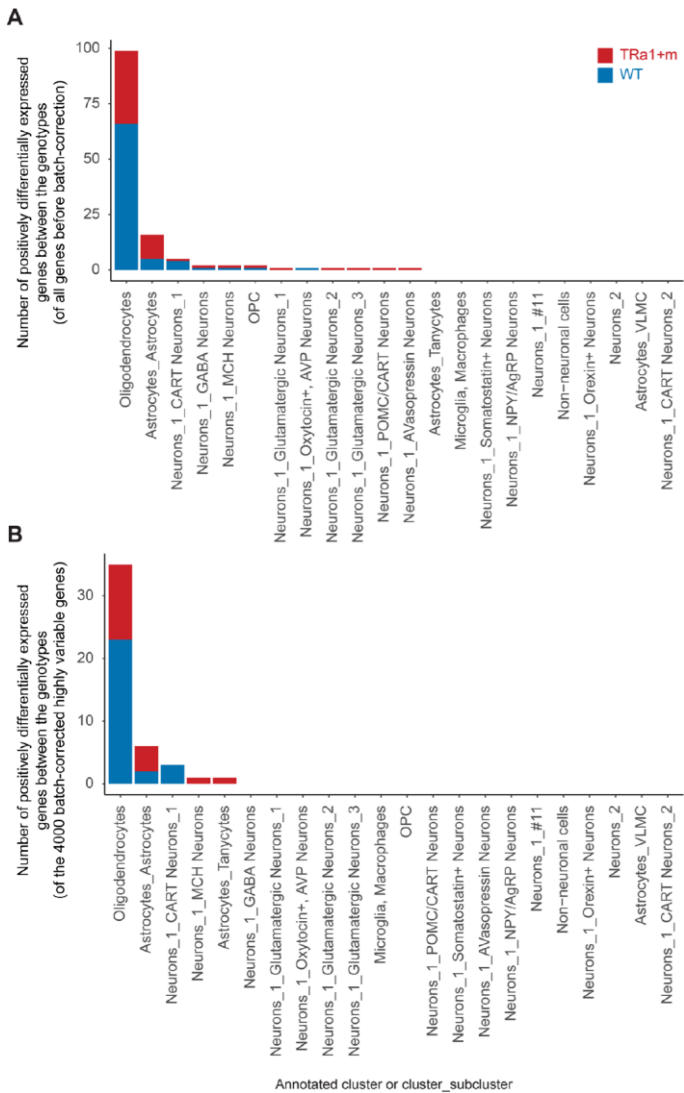 A
Number of positively differentially expressed
genes between the genotypes
(of all genes before batch-correction)
100
75
50
25
0
TRa1+m
WT
Oligodendrocytes
Astrocytes_Astrocytes
Neurons_1_CART Neurons_1
Neurons_1_GABA Neurons
Neurons_1_MCH Neurons
OPC
Neurons_1_Glutamatergic Neurons_1
Neurons_1_Oxytocin+, AVP Neurons
Neurons_1_Glutamatergic Neurons_2
Neurons_1_Glutamatergic Neurons_3
Neurons_1_POMC/CART Neurons
Neurons_1_AVasopressin Neurons
Astrocytes_Tanycytes
Microglia, Macrophages
Neurons_1_Somatostatin+ Neurons
Neurons_1_NPY/AgRP Neurons
Neurons_1_#11
Non-neuronal cells
Neurons_1_Orexin+ Neurons
Neurons_2
Astrocytes_VLMC
Neurons_1_CART Neurons_2
B
Number of positively differentially expressed
genes between the genotypes
(of the 4000 batch-corrected highly variable genes)
30
20
10
0
Oligodendrocytes
Astrocytes_Astrocytes
Neurons_1_CART Neurons_1
Neurons_1_MCH Neurons
Astrocytes_Tanycytes
Neurons_1_GABA Neurons
Neurons_1_Glutamatergic Neurons_1
Neurons_1_Oxytocin+, AVP Neurons
Neurons_1_Glutamatergic Neurons_2
Neurons_1_Glutamatergic Neurons_3
Microglia, Macrophages
OPC
Neurons_1_POMC/CART Neurons
Neurons_1_Somatostatin+ Neurons
Neurons_1_AVasopressin Neurons
Neurons_1_NPY/AgRP Neurons
Neurons_1_#11
Non-neuronal cells
Neurons_1_Orexin+ Neurons
Neurons_2
Astrocytes_VLMC
Neurons_1_CART Neurons_2
Annotated cluster or cluster_subcluster